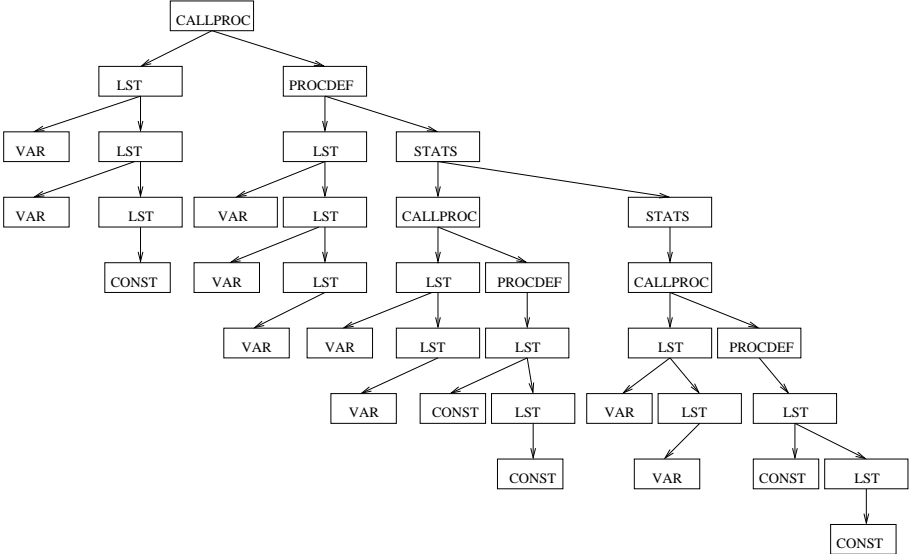 CALLPROC
LST PROCDEF
VAR LST LST STATS
VAR LST VAR LST CALLPROC STATS
CONST VAR LST LST PROCDEF CALLPROC
VAR VAR LST LST LST PROCDEF
VAR CONST LST VAR LST LST
CONST VAR CONST LST
CONST